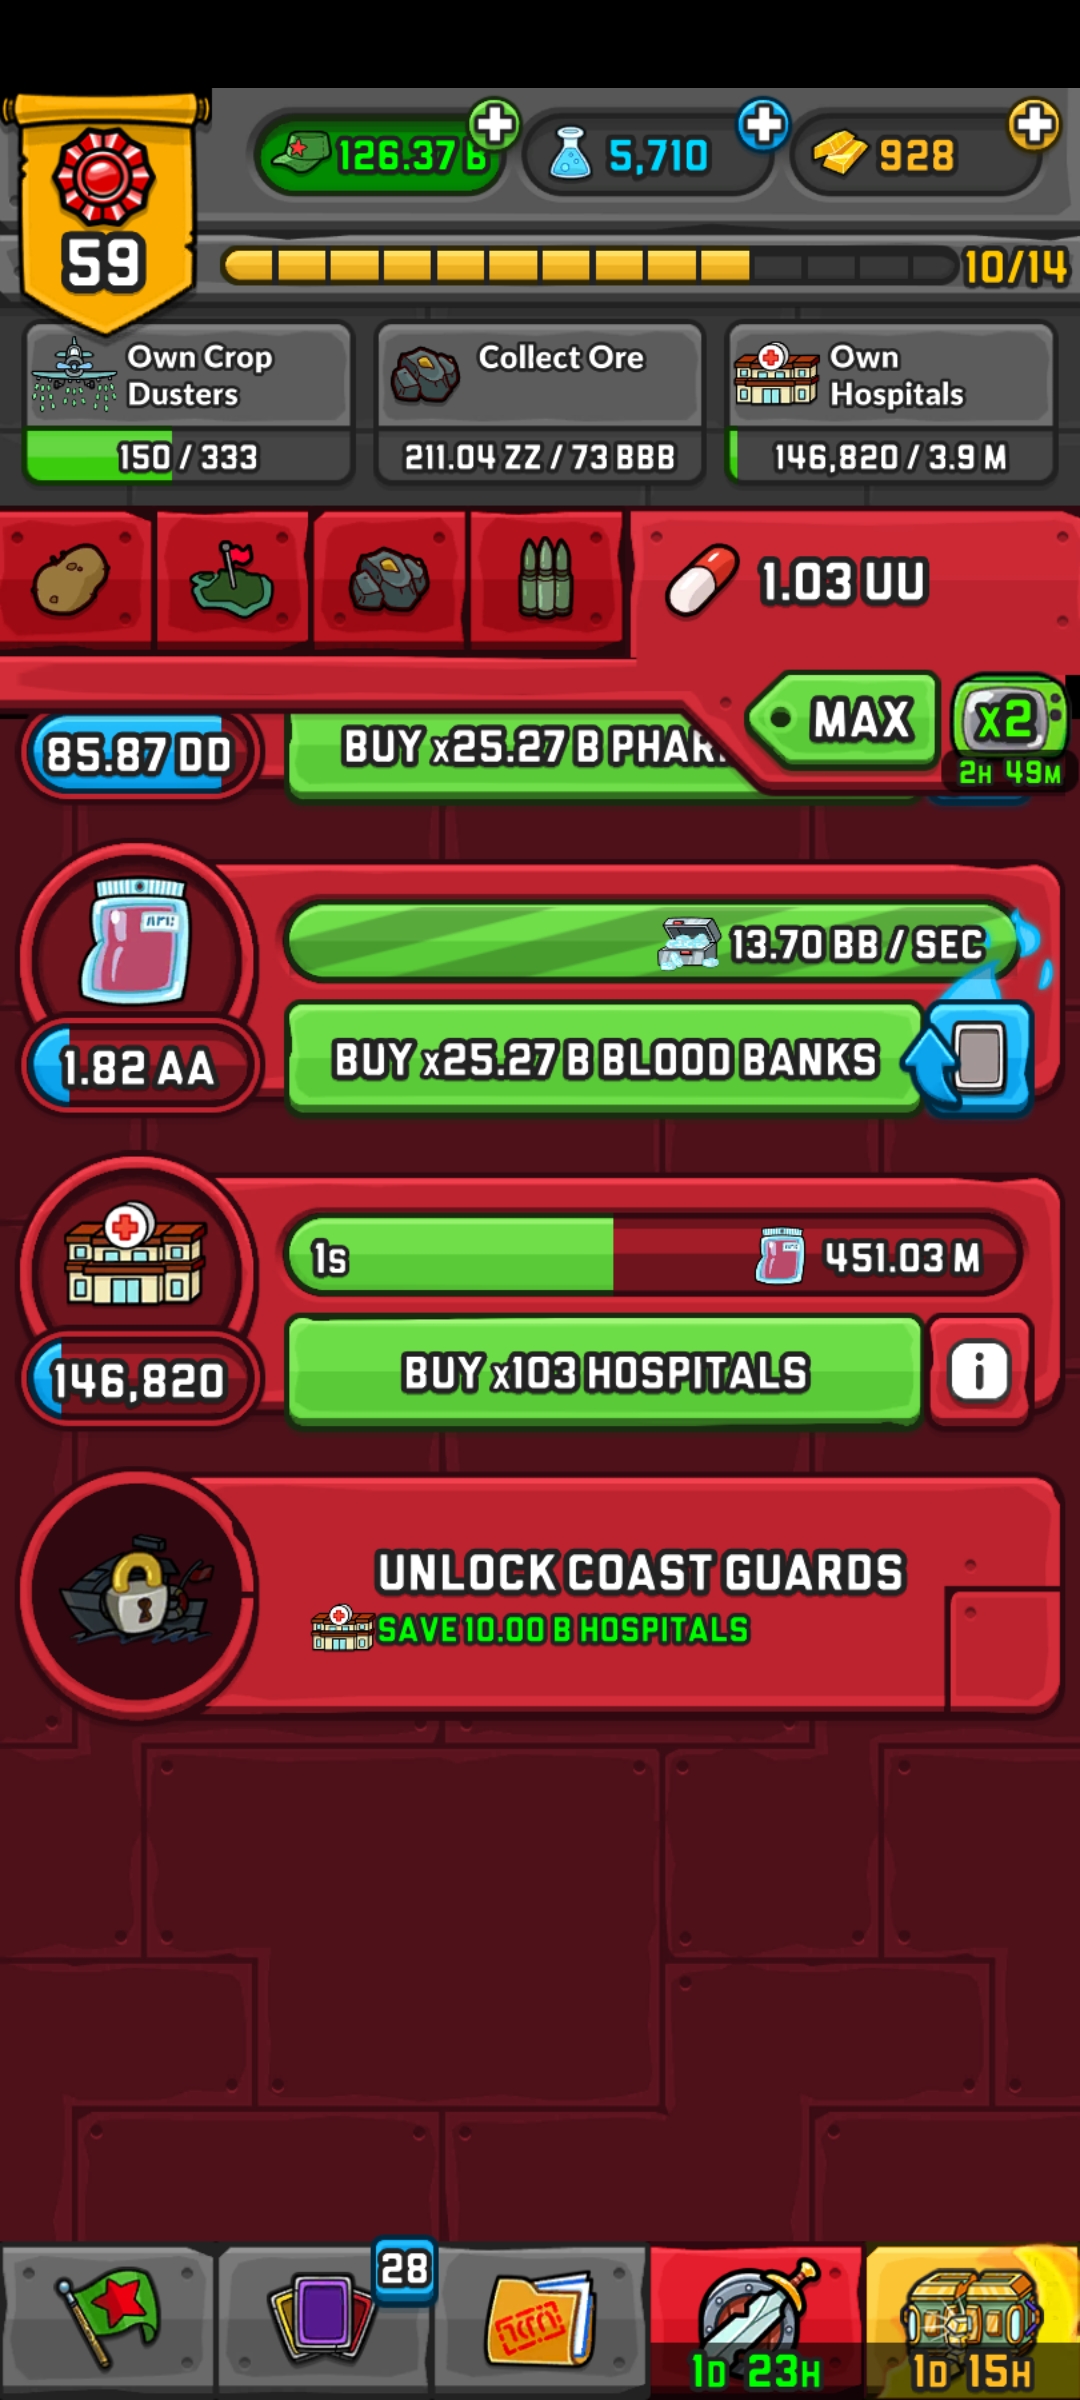 59
126.37 B
5,710
928
10/14
Own Crop
Dusters
150 / 333
Collect Ore
211.04 ZZ / 73 BBB
Own
Hospitals
146,820 / 3.9 M
1.03 UU
MAX
x2
2H 49M
85.87 DD
BUY x25.27 B PHAR
13.70 BB / SEC
1.82 AA
BUY x25.27 B BLOOD BANKS
1s
451.03 M
146,820
BUY x103 HOSPITALS
i
UNLOCK COAST GUARDS
SAVE 10.00 B HOSPITALS
28
1D 23H
1D 15H